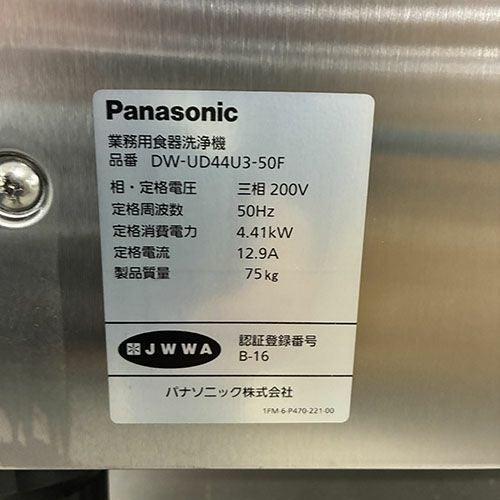 Panasonic
業務用食器洗浄機
品番 DW-UD44U3-50F
相・定格電圧 三相 200V
定格周波数 50Hz
定格消費電力 4.41kW
定格電流 12.9A
製品質量 75kg
JWWA 認証登録番号
B-16
パナソニック株式会社
1FM-6-P470-221-00